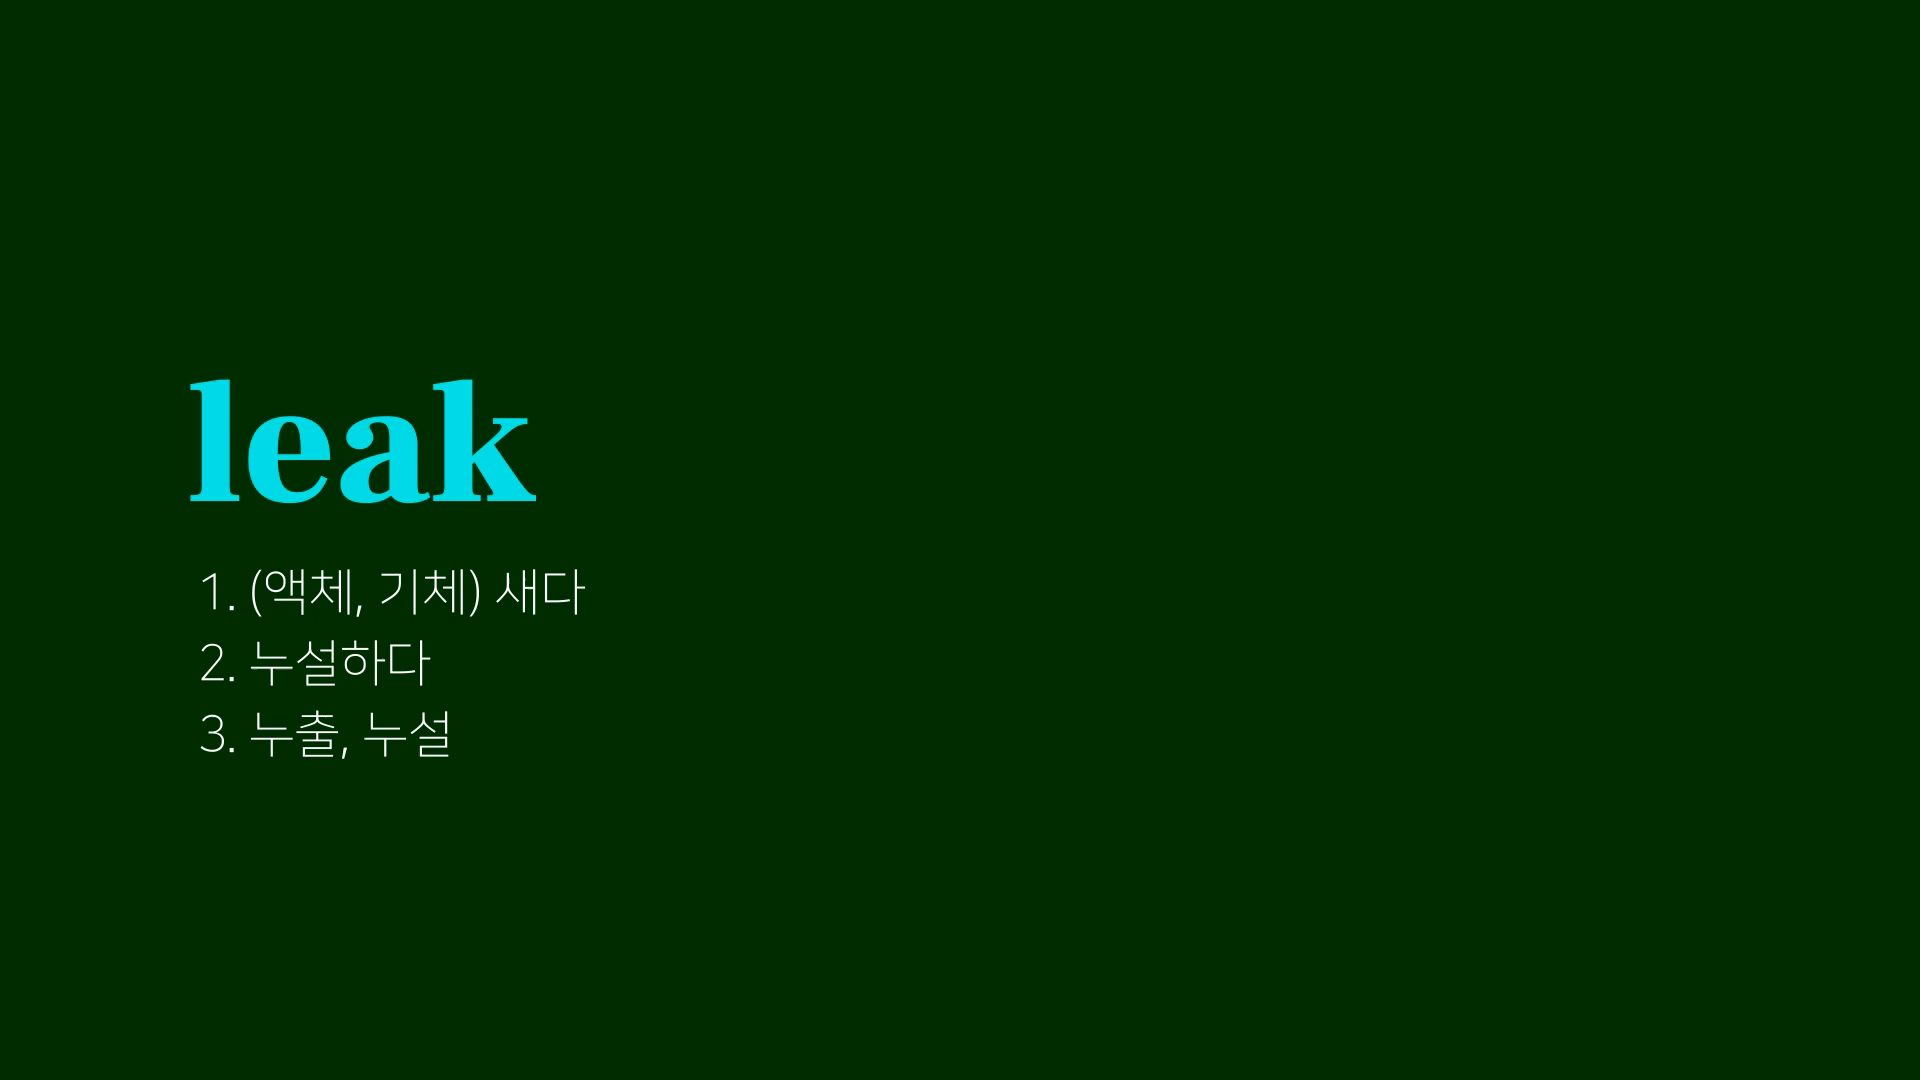 leak
1. (액체, 기체) 새다
2. 누설하다
3. 누출, 누설